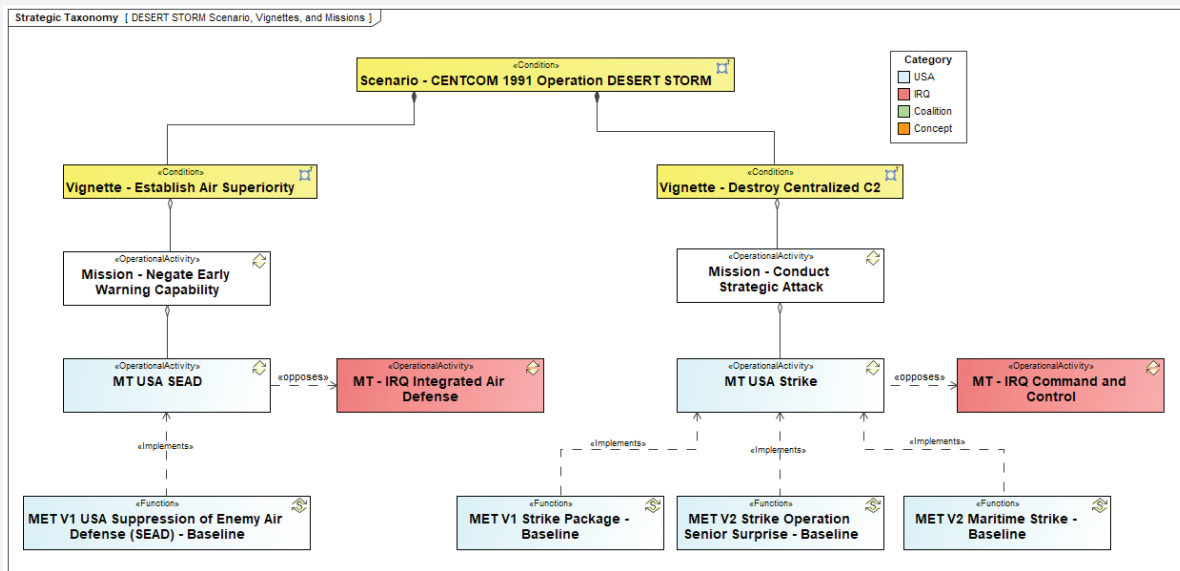 Strategic Taxonomy [ DESERT STORM Scenario, Vignettes, and Missions ]
«Condition»
Scenario - CENTCOM 1991 Operation DESERT STORM
Category
USA
IRQ
Coalition
Concept
«Condition»
Vignette - Establish Air Superiority
«Condition»
Vignette - Destroy Centralized C2
«OperationalActivity»
Mission - Negate Early
Warning Capability
«OperationalActivity»
Mission - Conduct
Strategic Attack
«OperationalActivity»
MT USA SEAD
«opposes»
«OperationalActivity»
MT - IRQ Integrated Air
Defense
«OperationalActivity»
MT USA Strike
«opposes»
«OperationalActivity»
MT - IRQ Command and
Control
«Implements»
«Implements»
«Implements»
«Implements»
«Function»
MET V1 USA Suppression of Enemy Air
Defense (SEAD) - Baseline
«Function»
MET V1 Strike Package -
Baseline
«Function»
MET V2 Strike Operation
Senior Surprise - Baseline
«Function»
MET V2 Maritime Strike -
Baseline